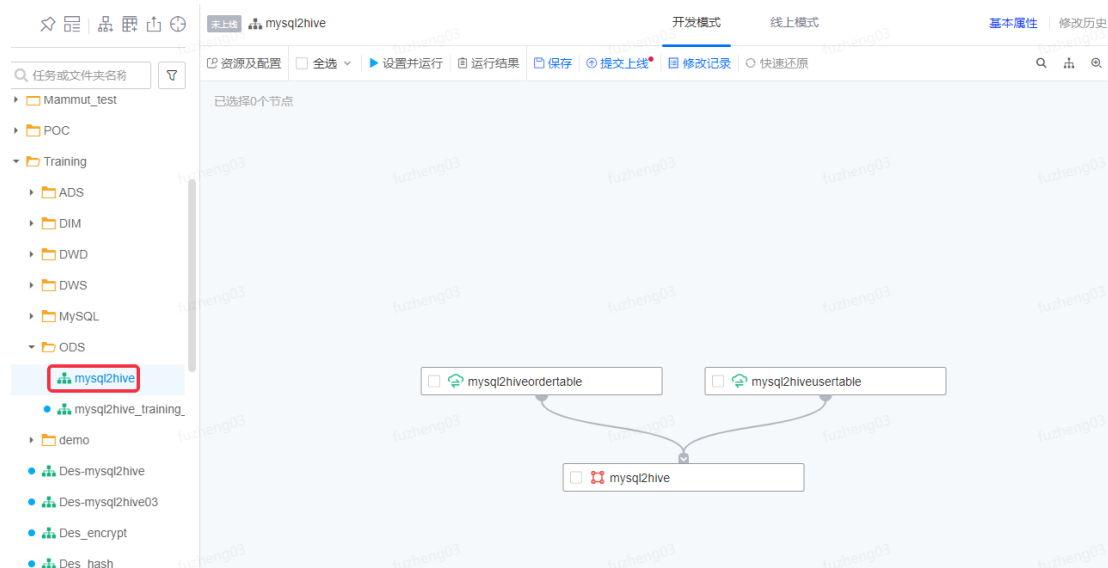 未上线 mysql2hive 开发模式 线上模式 基本属性 修改历史
资源及配置 全选 设置并运行 运行结果 保存 提交上线 修改记录 快速还原
任务或文件夹名称
已选择0个节点
Mammut_test
POC
Training
ADS
DIM
DWD
DWS
MySQL
ODS
mysql2hive
mysql2hive_training_
demo
Des-mysql2hive
Des-mysql2hive03
Des_encrypt
Des_hash
mysql2hiveordertable mysql2hiveusertable
mysql2hive
fuzheng03